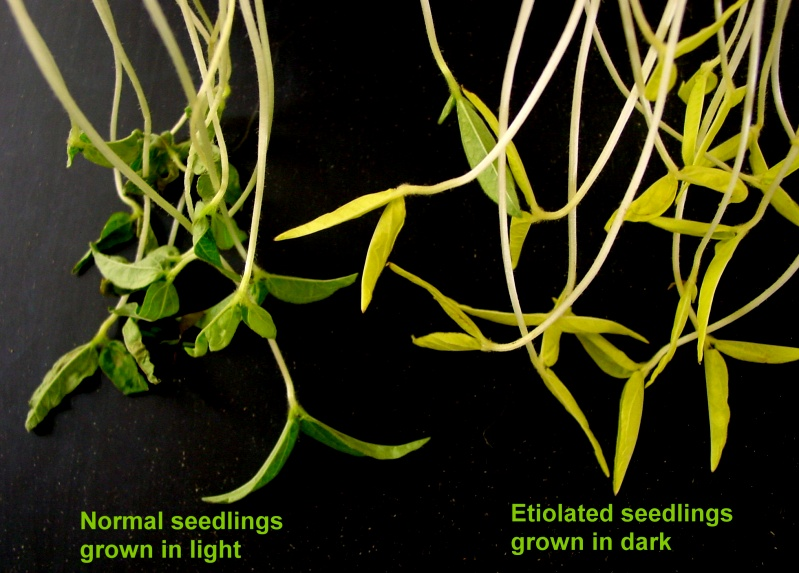 Normal seedlings
grown in light
Etiolated seedlings
grown in dark